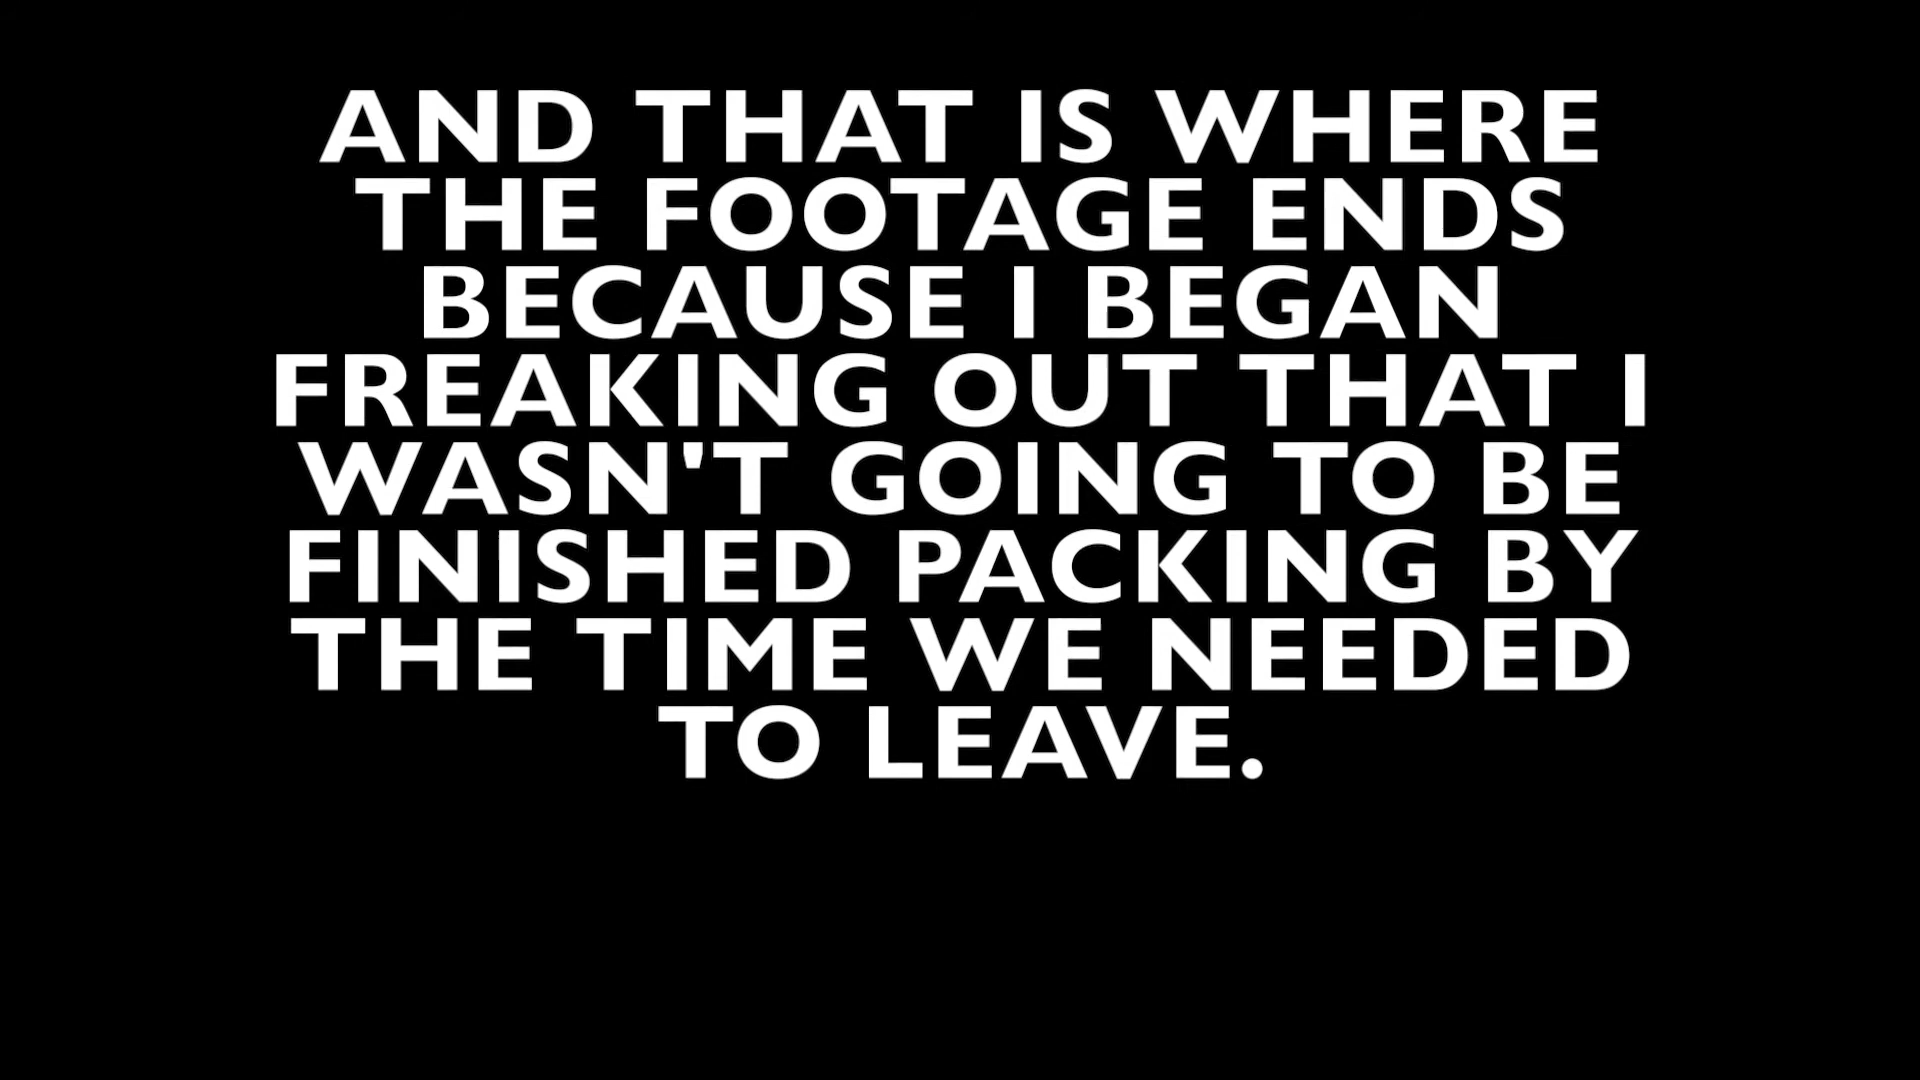 AND THAT IS WHERE
THE FOOTAGE ENDS
BECAUSE I BEGAN
FREAKING OUT THAT I
WASN'T GOING TO BE
FINISHED PACKING BY
THE TIME WE NEEDED
TO LEAVE.